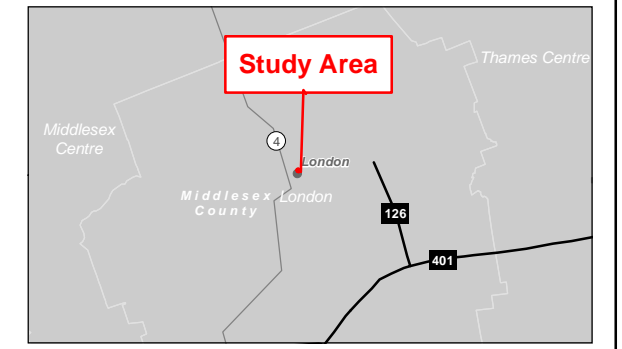 Study Area
Thames Centre
Middlesex
Centre
4
London
Middlesex London
County
126
401